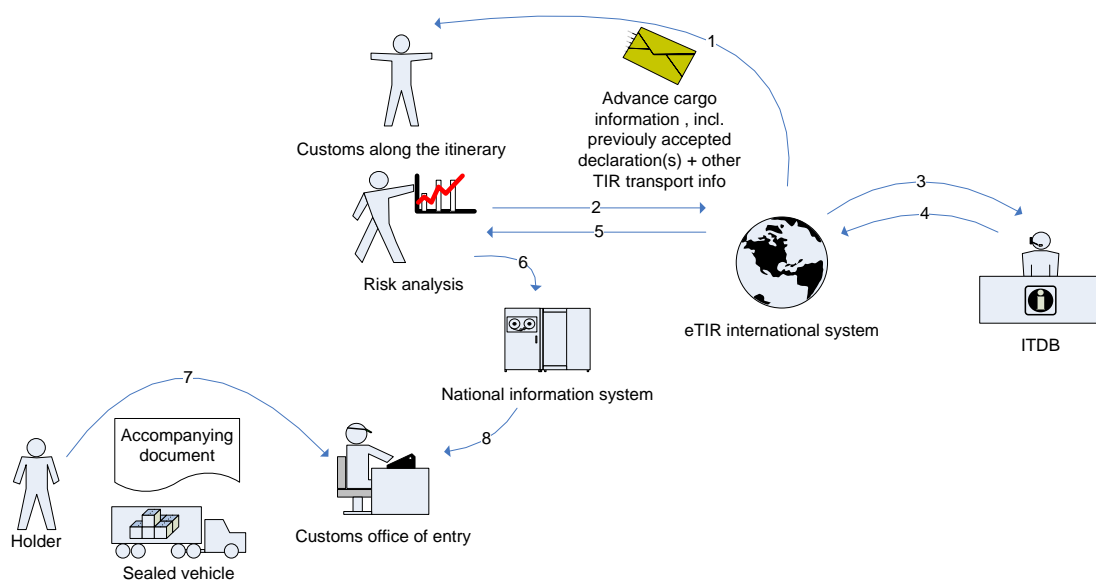 1
Advance cargo
information , incl.
previouly accepted
declaration(s) + other
TIR transport info
Customs along the itinerary
2
3
4
5
Risk analysis
6
eTIR international system
ITDB
National information system
7
8
Accompanying
document
Holder
Sealed vehicle
Customs office of entry